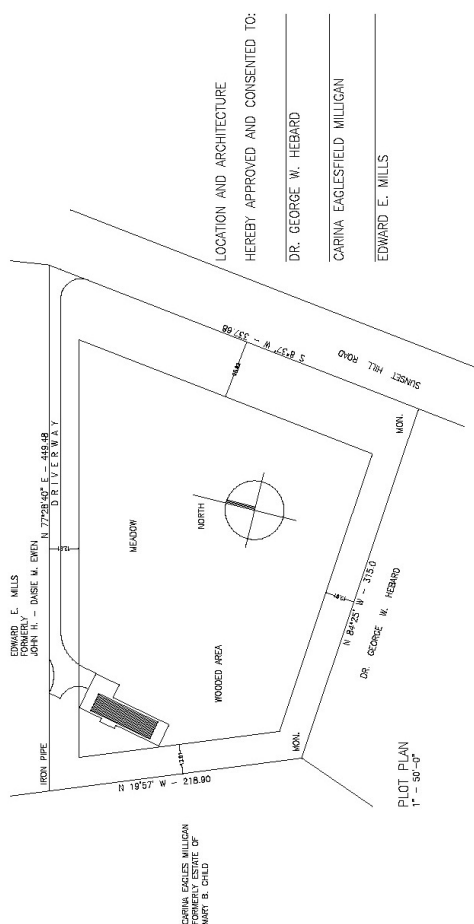 LOCATION AND ARCHITECTURE
HEREBY APPROVED AND CONSENTED TO:
DR. GEORGE W. HEBARD
CARINA EAGLESFIELD MILLIGAN
EDWARD E. MILLS
EDWARD E. MILLS
FORMERLY
JOHN H. - DAISIE M. EWEN
N 77°28'40" E - 449.48
DRIVERWAY
IRON PIPE
MEADOW
NORTH
WOODED AREA
S 8°37' W - 337.68
SUNSET HILL ROAD
MON.
N 84°25' W - 315.0
DR. GEORGE W. HEBARD
MON.
N 19°57' W - 218.90
CARINA EAGLES MILLIGAN
FORMERLY ESTATE OF
MARY B. CHILD
PLOT PLAN
1" - 50'-0"